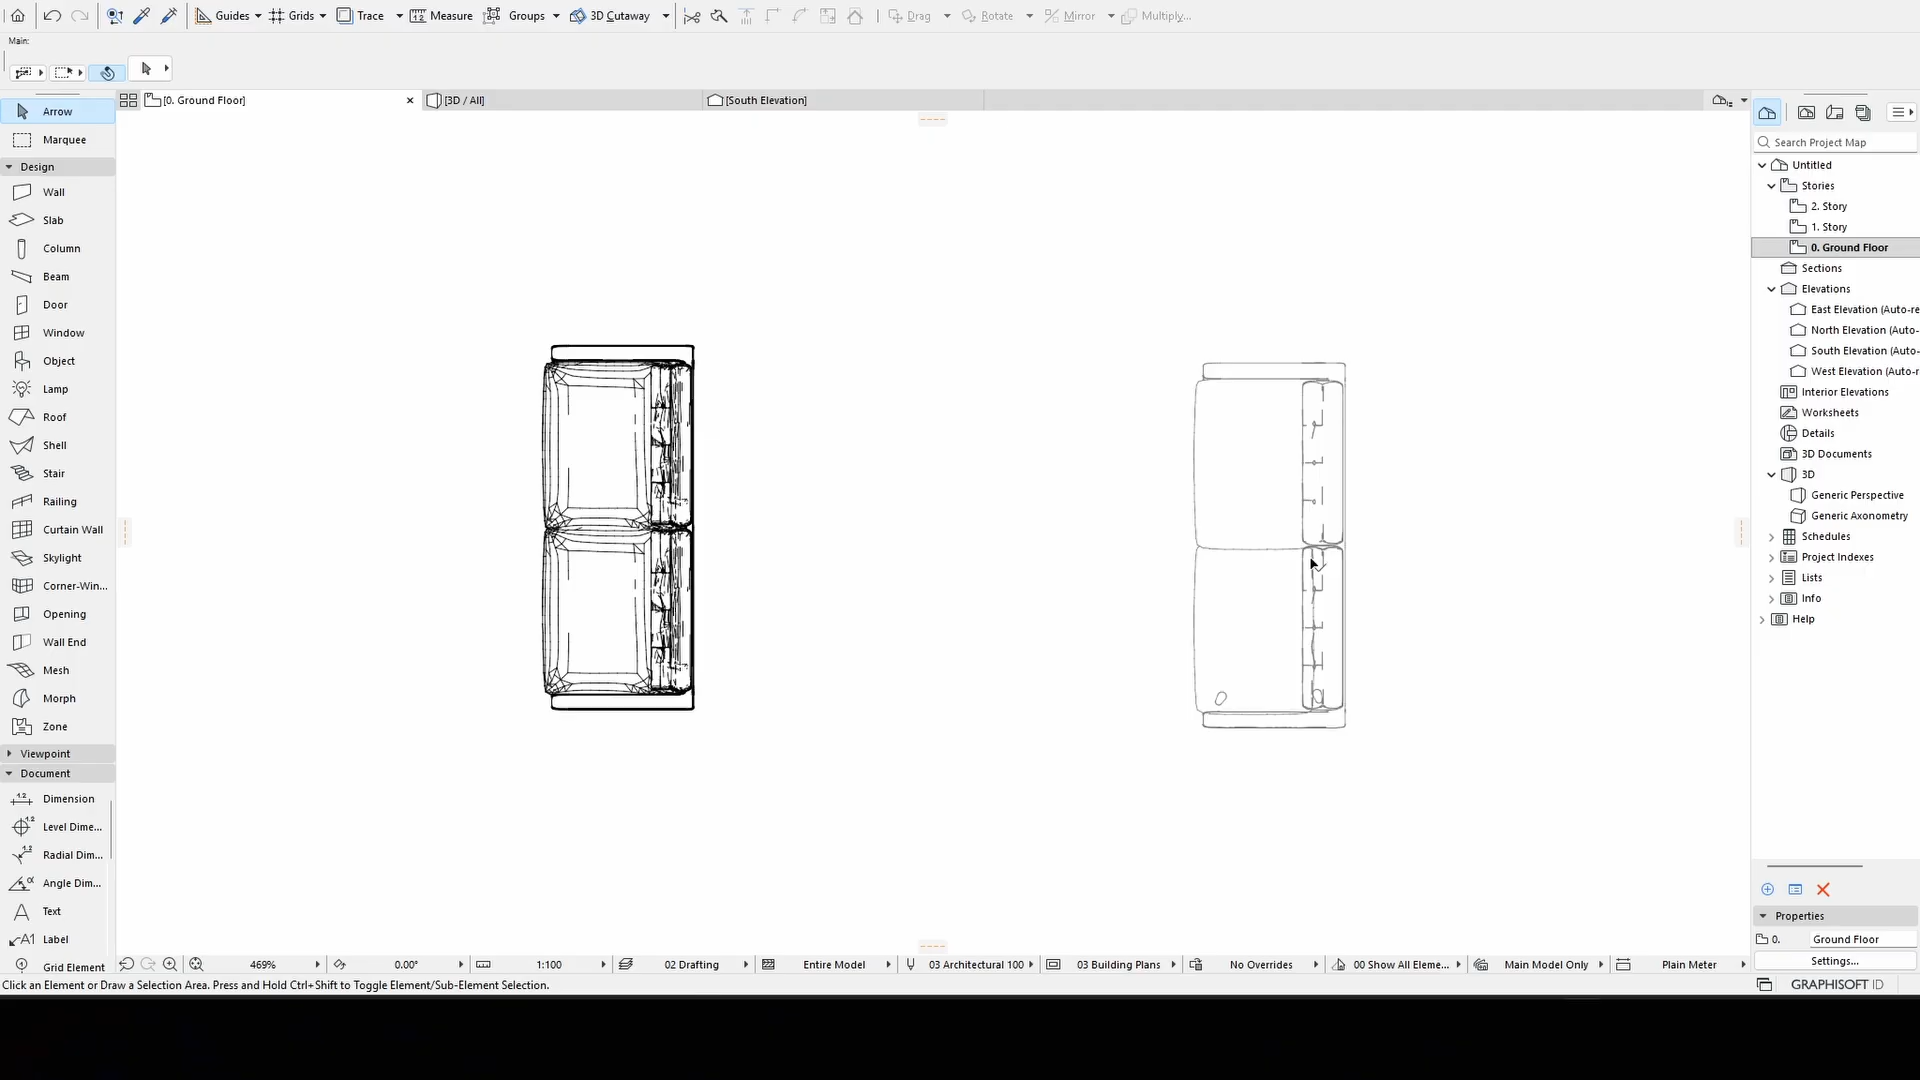 Guides
Grids
Trace
Measure
Groups
3D Cutaway
Drag
Rotate
Mirror
Multiply...
Main:
[0. Ground Floor]
[3D / All]
[South Elevation]
Arrow
Marquee
Design
Wall
Slab
Column
Beam
Door
Window
Object
Lamp
Roof
Shell
Stair
Railing
Curtain Wall
Skylight
Corner-Win...
Opening
Wall End
Mesh
Morph
Zone
Viewpoint
Document
1.2
Dimension
1.2
Level Dime...
1.2
Radial Dim...
α
Angle Dim...
A
Text
A1
Label
1
Grid Element
Search Project Map
Untitled
Stories
2. Story
1. Story
0. Ground Floor
Sections
Elevations
East Elevation (Auto-re
North Elevation (Auto-
South Elevation (Auto-
West Elevation (Auto-r
Interior Elevations
Worksheets
Details
3D Documents
3D
Generic Perspective
Generic Axonometry
Schedules
Project Indexes
Lists
Info
Help
Properties
0.
Ground Floor
Settings...
469%
0.00°
1:100
02 Drafting
Entire Model
03 Architectural 100
03 Building Plans
No Overrides
00 Show All Eleme...
Main Model Only
Plain Meter
Click an Element or Draw a Selection Area. Press and Hold Ctrl+Shift to Toggle Element/Sub-Element Selection.
GRAPHISOFT ID